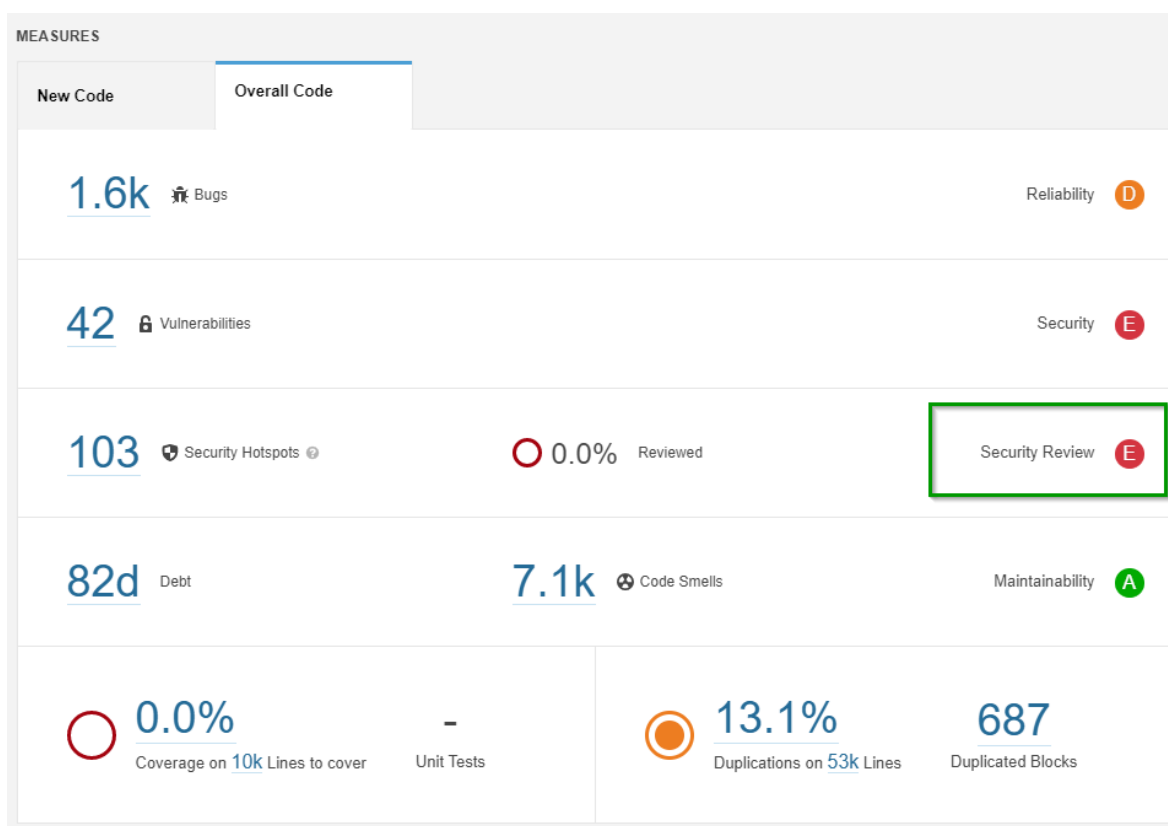 MEASURES
New Code
Overall Code
1.6k Bugs
Reliability D
42 Vulnerabilities
Security E
103 Security Hotspots ?
0.0% Reviewed
Security Review E
82d Debt
7.1k Code Smells
Maintainability A
0.0%
Coverage on 10k Lines to cover
-
Unit Tests
13.1%
Duplications on 53k Lines
687
Duplicated Blocks